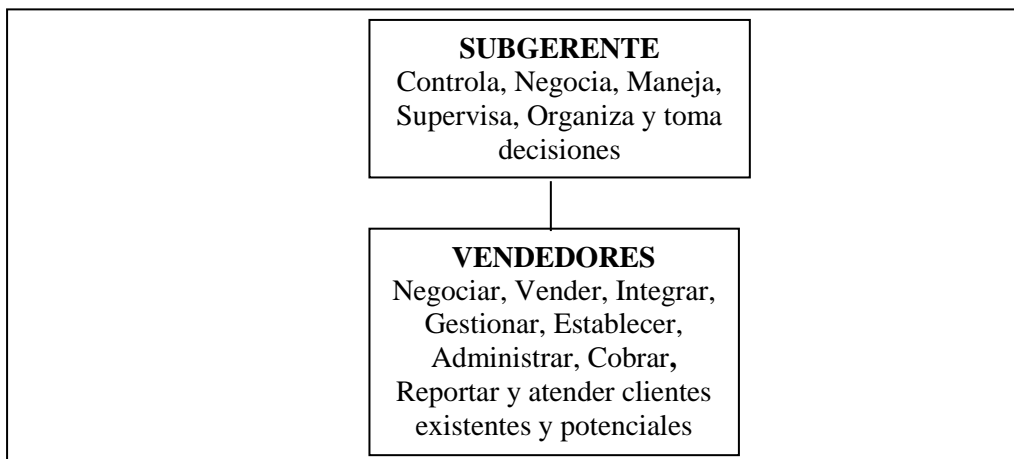 SUBGERENTE
Controla, Negocia, Maneja,
Supervisa, Organiza y toma
decisiones
VENDEDORES
Negociar, Vender, Integrar,
Gestionar, Establecer,
Administrar, Cobrar,
Reportar y atender clientes
existentes y potenciales